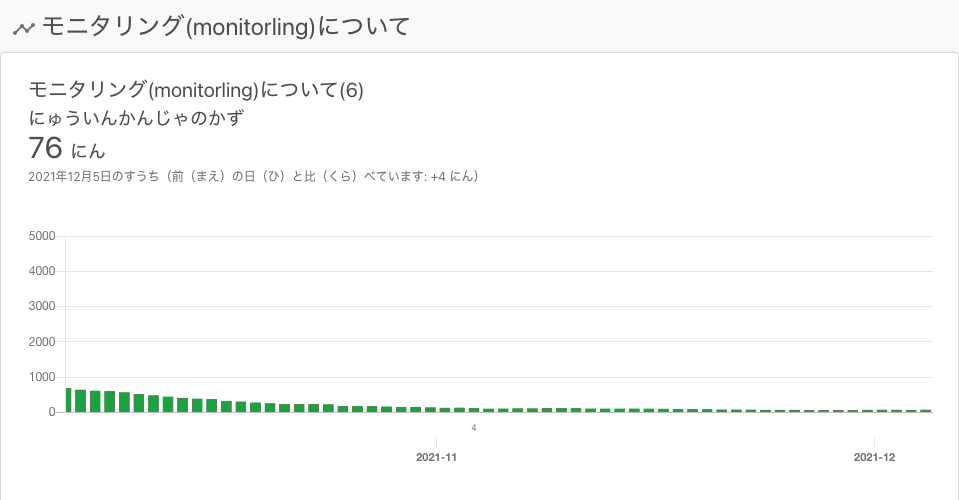 モニタリング(monitorling)について
モニタリング(monitorling)について(6)
にゅういんかんじゃのかず
76 にん
2021年12月5日のすうち（前（まえ）の日（ひ）と比（くら）べています: +4 にん）
5000
4000
3000
2000
1000
0
4
2021-11
2021-12